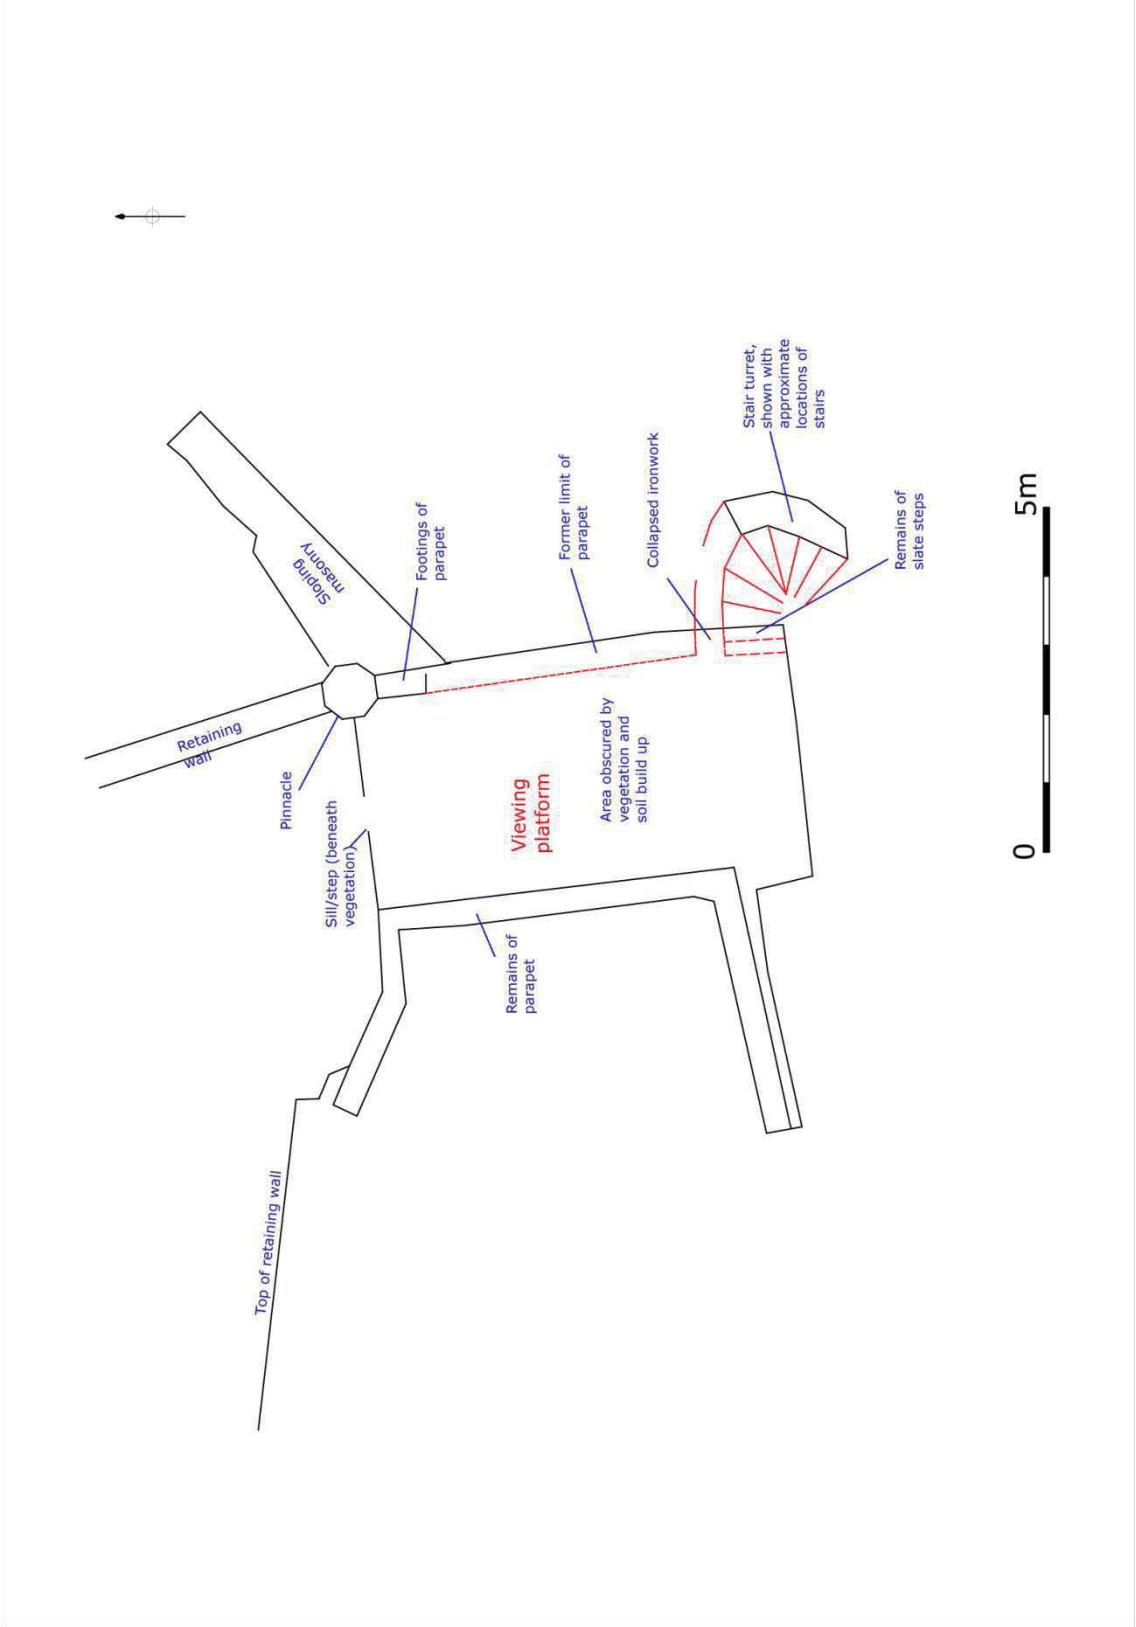 Stair turret,
shown with
approximate
locations of
stairs
Sloping
masonry
Footings of
parapet
Former limit of
parapet
Collapsed ironwork
Remains of
slate steps
5m
Retaining
wall
Pinnacle
Sill/step (beneath
vegetation)
Viewing
platform
Area obscured by
vegetation and
soil build up
0
Remains of
parapet
Top of retaining wall